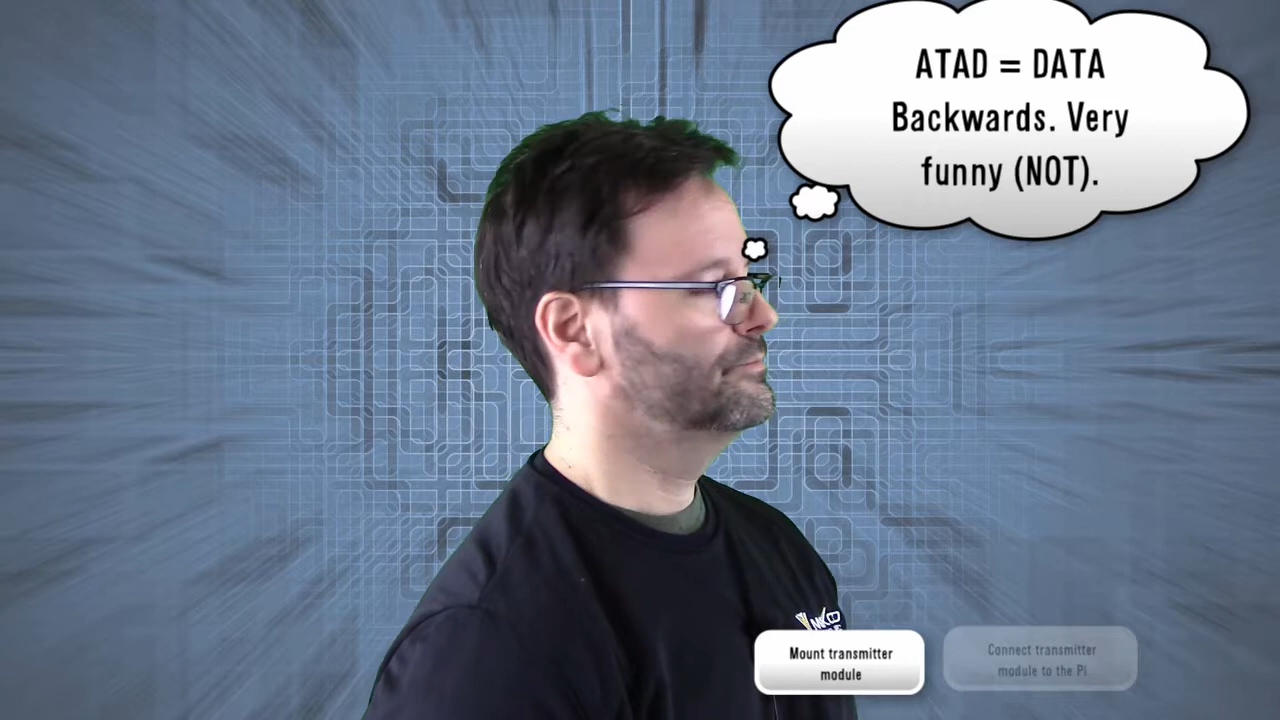 ATAD = DATA
Backwards. Very
funny (NOT).
Mount transmitter
module
Connect transmitter
module to the Pi